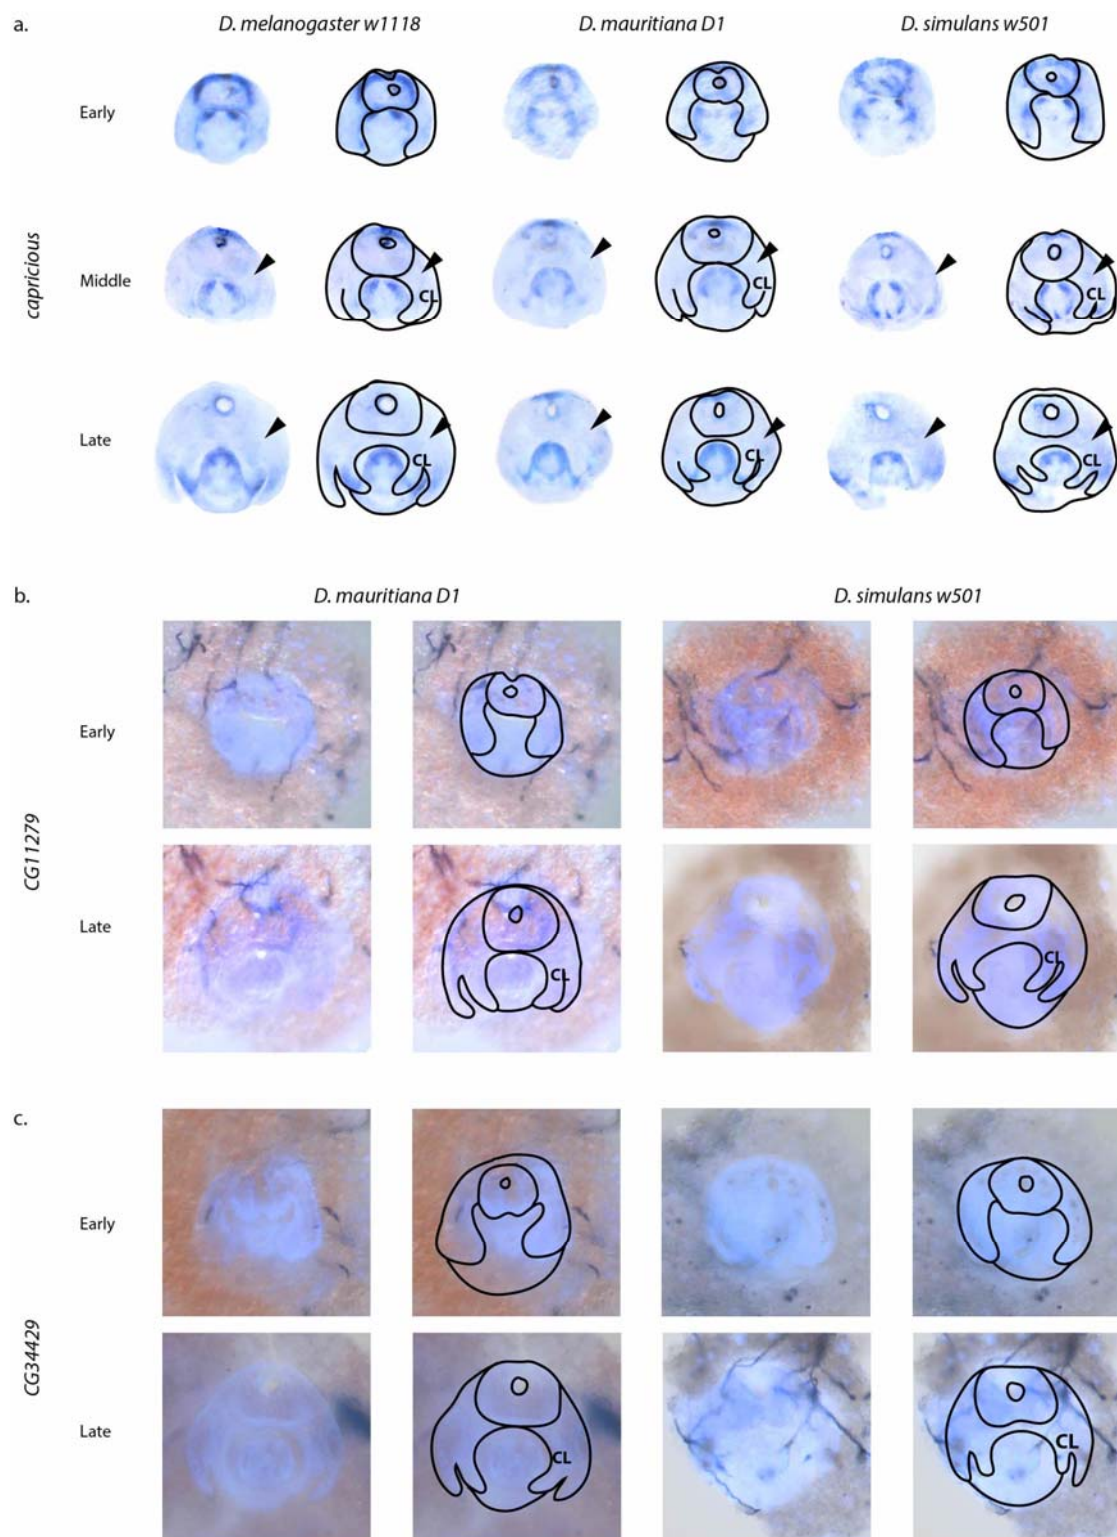 a.
D. melanogaster w1118 D. mauritiana D1 D. simulans w501
Early
capricious
Middle
CL CL CL
Late
CL CL CL
b.
D. mauritiana D1 D. simulans w501
Early
CG11279
Late
CL CL
c.
Early
CG34429
Late
CL CL